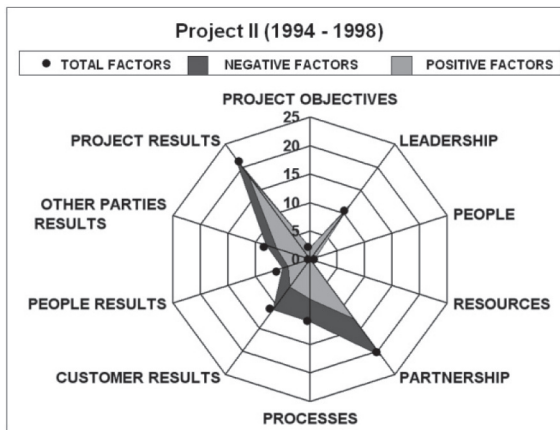 Project II (1994 - 1998)
TOTAL FACTORS NEGATIVE FACTORS POSITIVE FACTORS
PROJECT OBJECTIVES
25
PROJECT RESULTS
LEADERSHIP
20
15
OTHER PARTIES
RESULTS
PEOPLE
10
5
0
PEOPLE RESULTS
RESOURCES
CUSTOMER RESULTS
PARTNERSHIP
PROCESSES